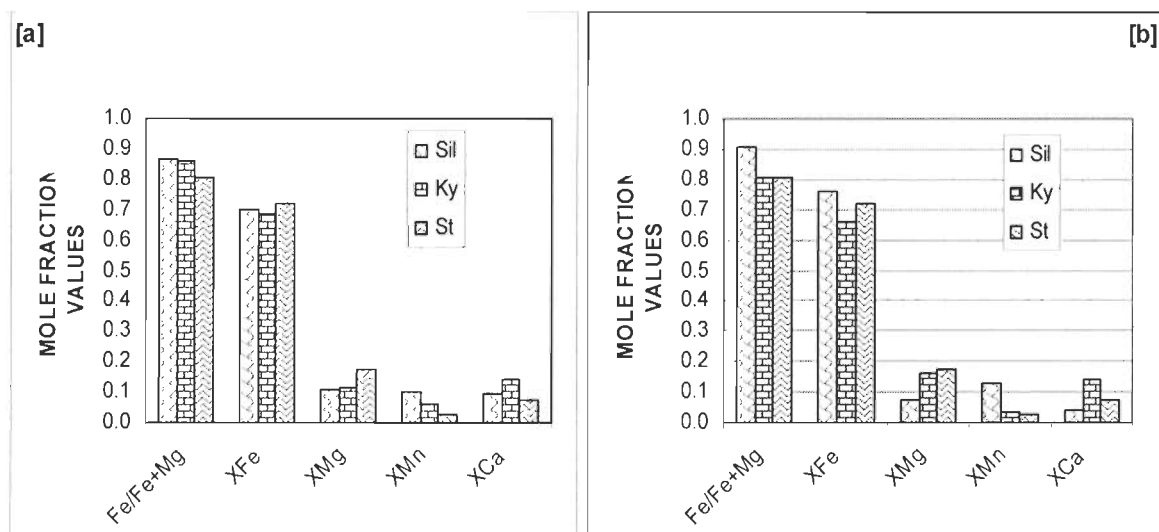 [a]
MOLE FRACTION
VALUES
1.0
0.9
0.8
0.7
0.6
0.5
0.4
0.3
0.2
0.1
0.0
Sil
Ky
St
Fe/Fe+Mg
XFe
XMg
XMn
XCa
[b]
MOLE FRACTION
VALUES
1.0
0.9
0.8
0.7
0.6
0.5
0.4
0.3
0.2
0.1
0.0
Sil
Ky
St
Fe/Fe+Mg
XFe
XMg
XMn
XCa